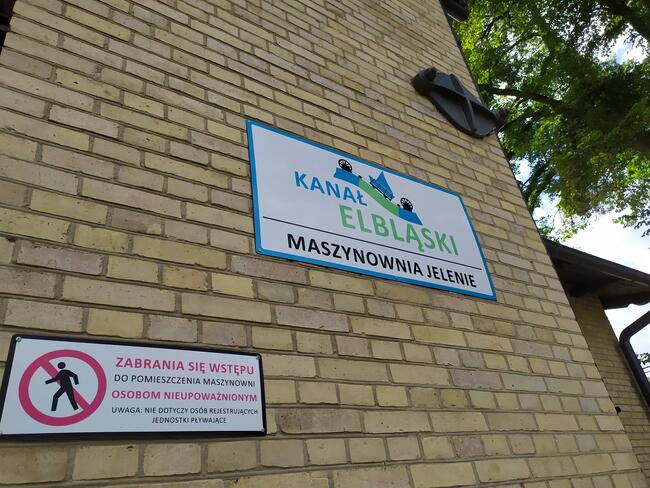 KANAŁ
ELBLĄSKI
MASZYNOWNIA JELENIE
ZABRANIA SIĘ WSTĘPU
DO POMIESZCZENIA MASZYNOWNI
OSOBOM NIEUPOWAŻNIONYM
UWAGA: NIE DOTYCZY OSÓB REJESTRUJĄCYCH
JEDNOSTKI PŁYWAJĄCE